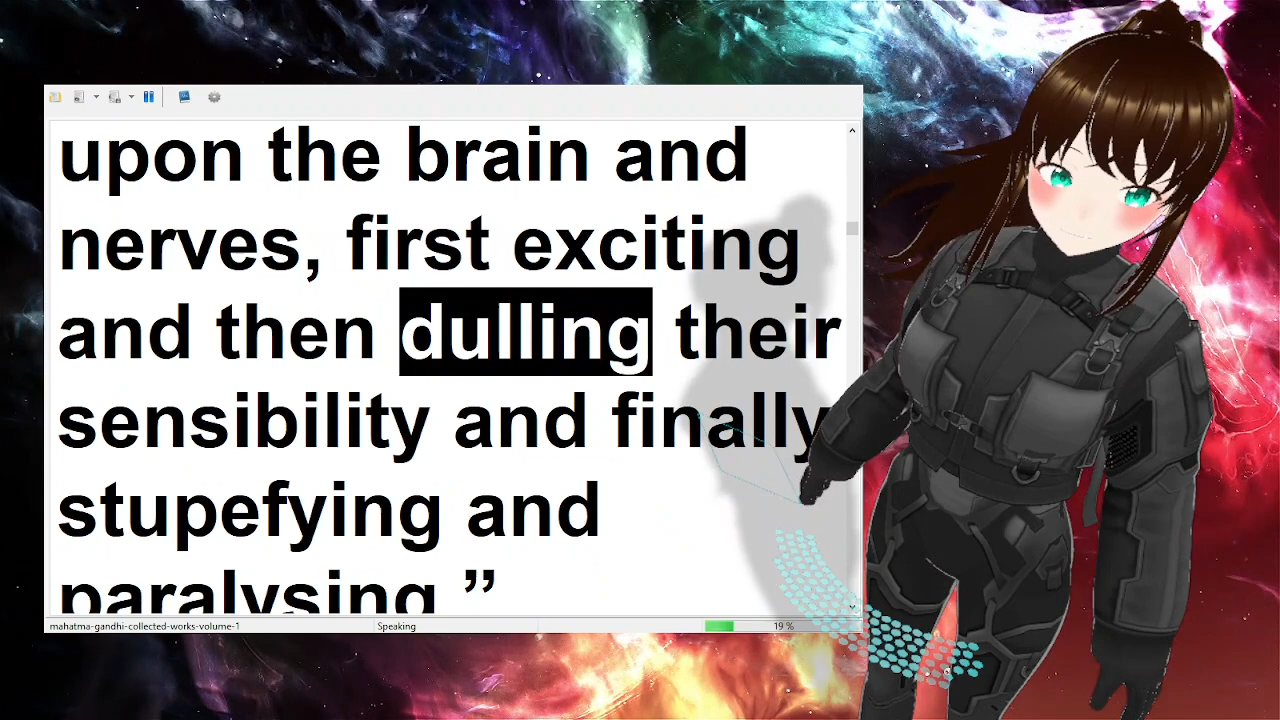 upon the brain and
nerves, first exciting
and then dulling their
sensibility and finally
stupefying and
paralysing.”
mahatma-gandhi-collected-works-volume-1
Speaking
19 %